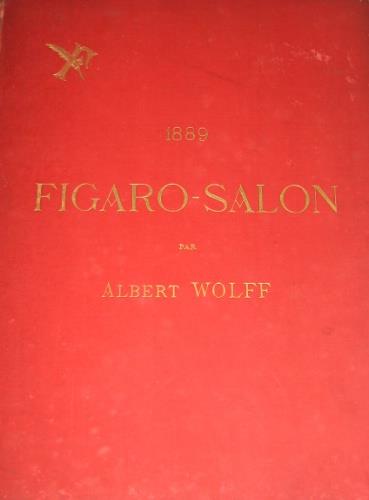 1889
FIGARO-SALON
PAR
ALBERT WOLFF